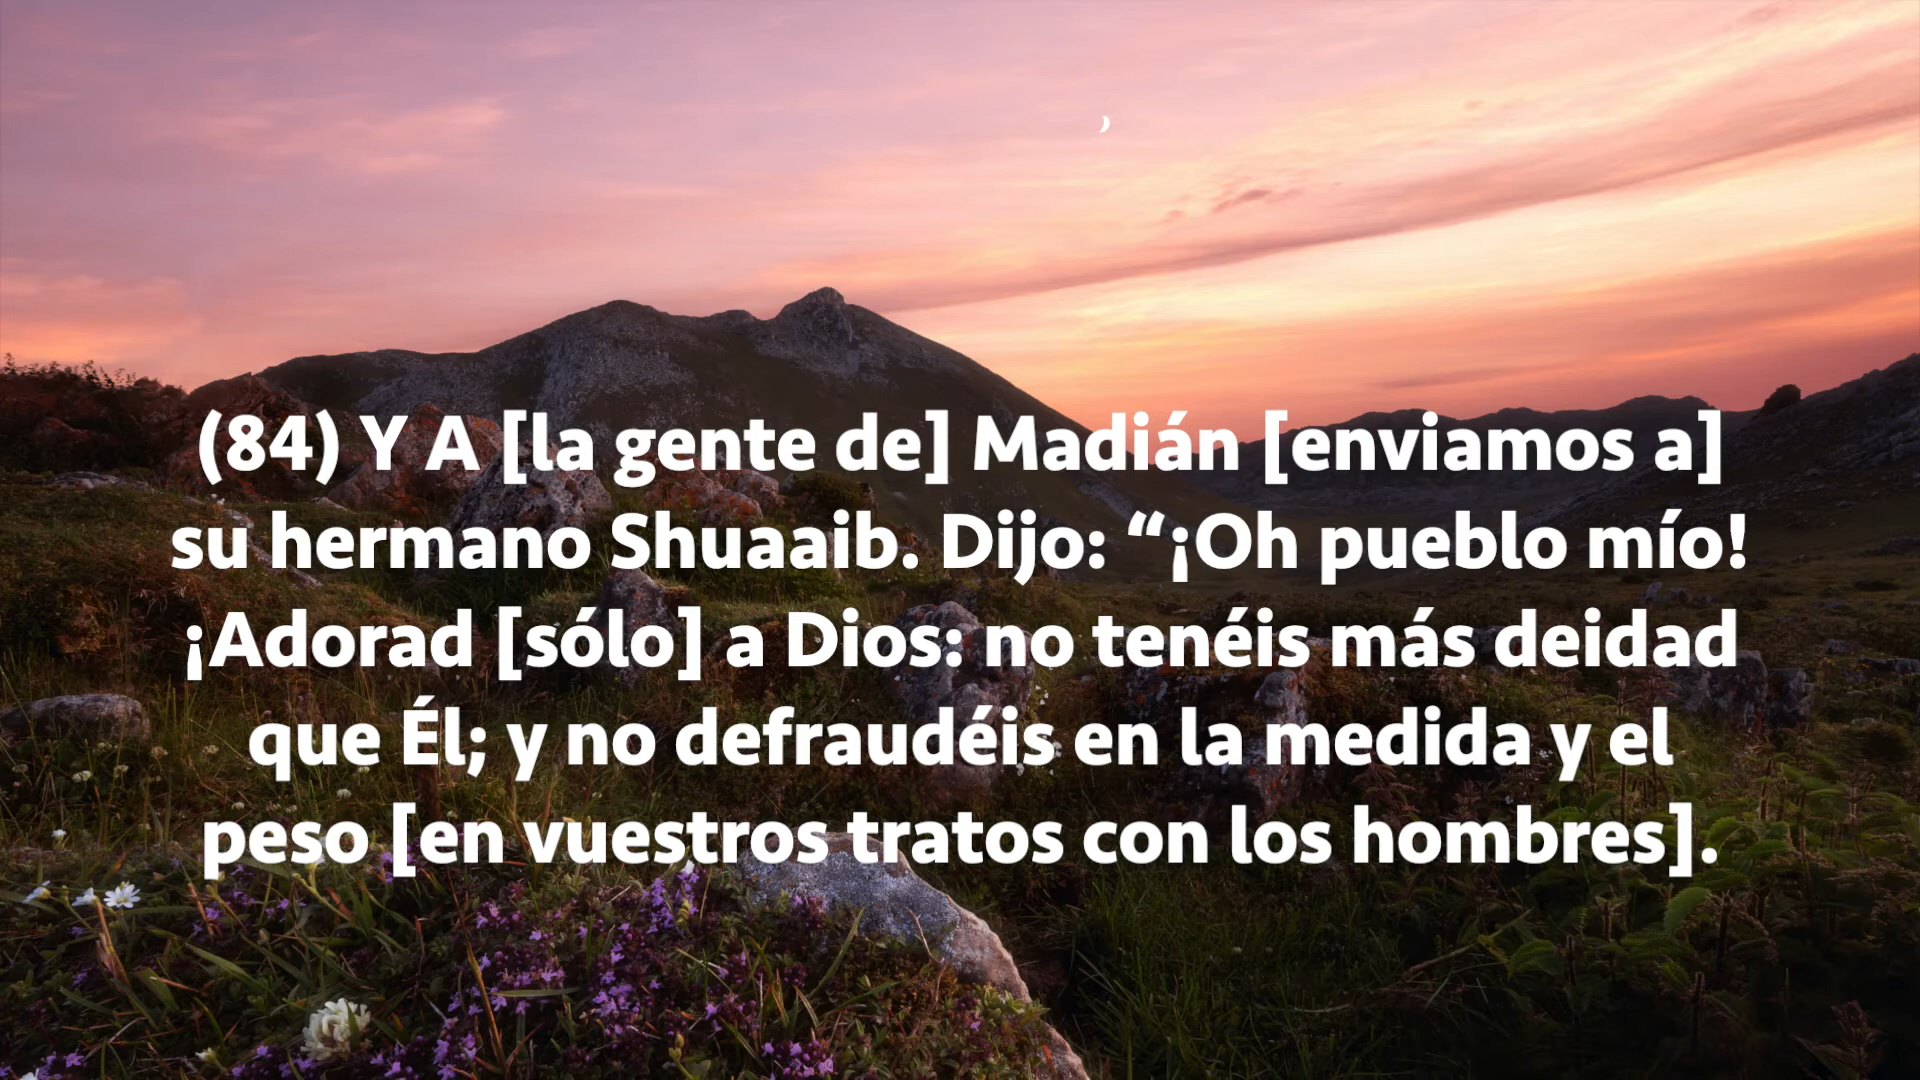 (84) Y A [la gente de] Madián [enviamos a]
su hermano Shuaaib. Dijo: “¡Oh pueblo mío!
¡Adorad [sólo] a Dios: no tenéis más deidad
que Él; y no defraudéis en la medida y el
peso [en vuestros tratos con los hombres].